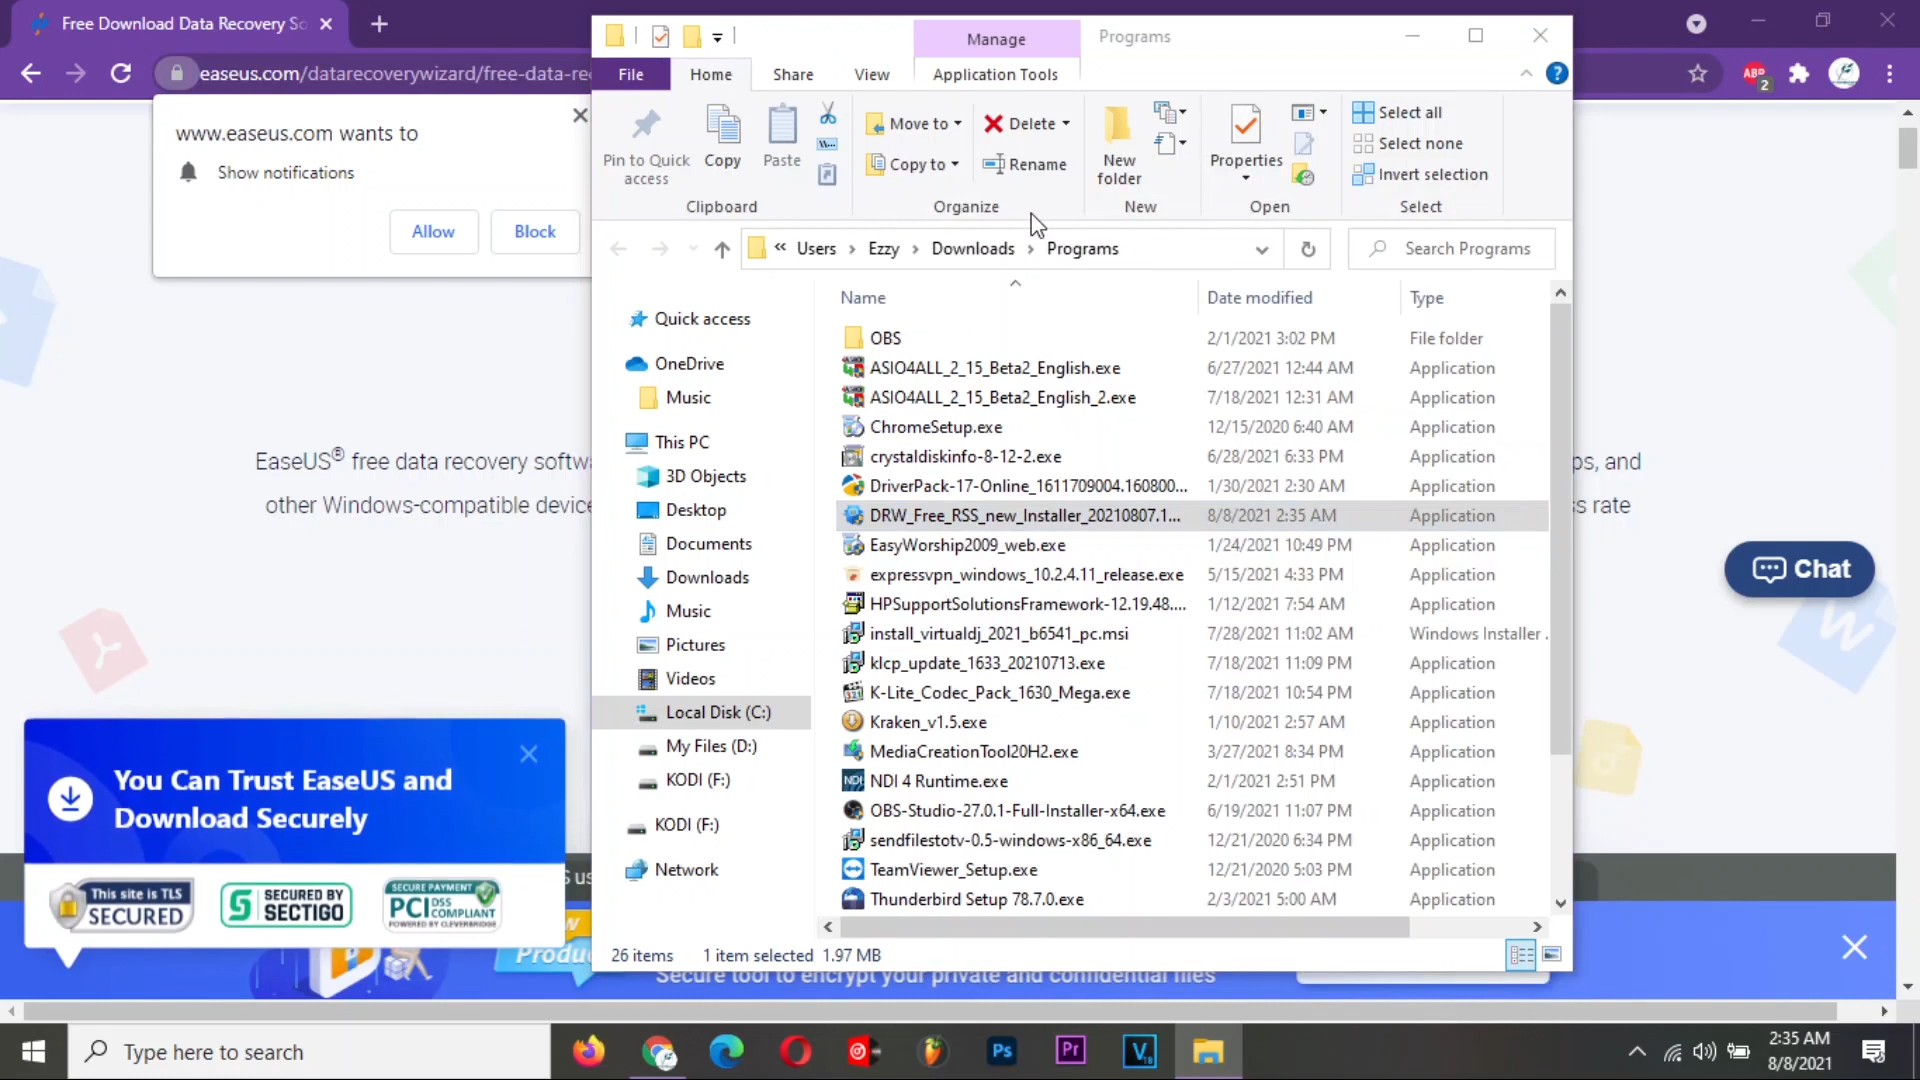 Free Download Data Recovery So
easeus.com/datarecoverywizard/free-data-re
ABP
2
www.easeus.com wants to
Show notifications
Allow
Block
Manage
Programs
File
Home
Share
View
Application Tools
Pin to Quick
access
Copy
Paste
Move to
Copy to
Delete
Rename
New
folder
Properties
Select all
Select none
Invert selection
Clipboard
Organize
New
Open
Select
« Users › Ezzy › Downloads › Programs
Search Programs
Quick access
OneDrive
Music
This PC
3D Objects
Desktop
Documents
Downloads
Music
Pictures
Videos
Local Disk (C:)
My Files (D:)
KODI (F:)
KODI (F:)
Network
Name Date modified Type
OBS 2/1/2021 3:02 PM File folder
ASIO4ALL_2_15_Beta2_English.exe 6/27/2021 12:44 AM Application
ASIO4ALL_2_15_Beta2_English_2.exe 7/18/2021 12:31 AM Application
ChromeSetup.exe 12/15/2020 6:40 AM Application
crystaldiskinfo-8-12-2.exe 6/28/2021 6:33 PM Application
DriverPack-17-Online_1611709004.160800... 1/30/2021 2:30 AM Application
DRW_Free_RSS_new_Installer_20210807.1... 8/8/2021 2:35 AM Application
EasyWorship2009_web.exe 1/24/2021 10:49 PM Application
expressvpn_windows_10.2.4.11_release.exe 5/15/2021 4:33 PM Application
HPSupportSolutionsFramework-12.19.48.... 1/12/2021 7:54 AM Application
install_virtualdj_2021_b6541_pc.msi 7/28/2021 11:02 AM Windows Installer .
klcp_update_1633_20210713.exe 7/18/2021 11:09 PM Application
K-Lite_Codec_Pack_1630_Mega.exe 7/18/2021 10:54 PM Application
Kraken_v1.5.exe 1/10/2021 2:57 AM Application
MediaCreationTool20H2.exe 3/27/2021 8:34 PM Application
NDI 4 Runtime.exe 2/1/2021 2:51 PM Application
OBS-Studio-27.0.1-Full-Installer-x64.exe 6/19/2021 11:07 PM Application
sendfilestotv-0.5-windows-x86_64.exe 12/21/2020 6:34 PM Application
TeamViewer_Setup.exe 12/21/2020 5:03 PM Application
Thunderbird Setup 78.7.0.exe 2/3/2021 5:00 AM Application
26 items 1 item selected 1.97 MB
EaseUS® free data recovery softw
ps, and
other Windows-compatible device
s rate
Chat
W
You Can Trust EaseUS and
Download Securely
This site is TLS
SECURED
SECURED BY
SECTIGO
SECURE PAYMENT
PCI DSS
COMPLIANT
POWERED BY CLEVERBRIDGE
S us
Produ
Secure tool to encrypt your private and confidential files
Type here to search
Ps
Pr
V
2:35 AM
8/8/2021